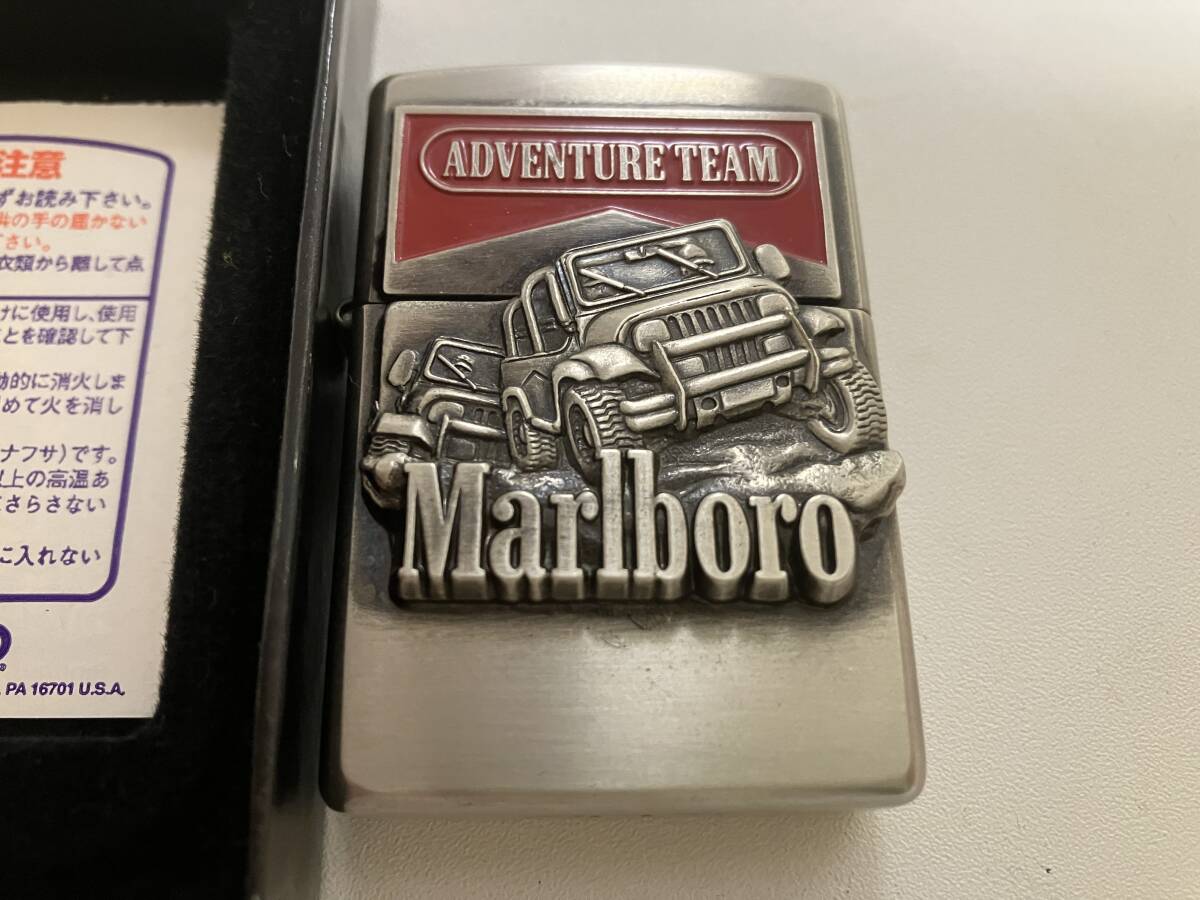 注意
ずお読み下さい。
供の手の届かない
さい。
衣類から離して点
けに使用し、使用
ことを確認して下
動的に消火しま
めて火を消し
ナフサ)です。
以上の高温あ
さらさない
に入れない
PA 16701 U.S.A.
ADVENTURE TEAM
Marlboro